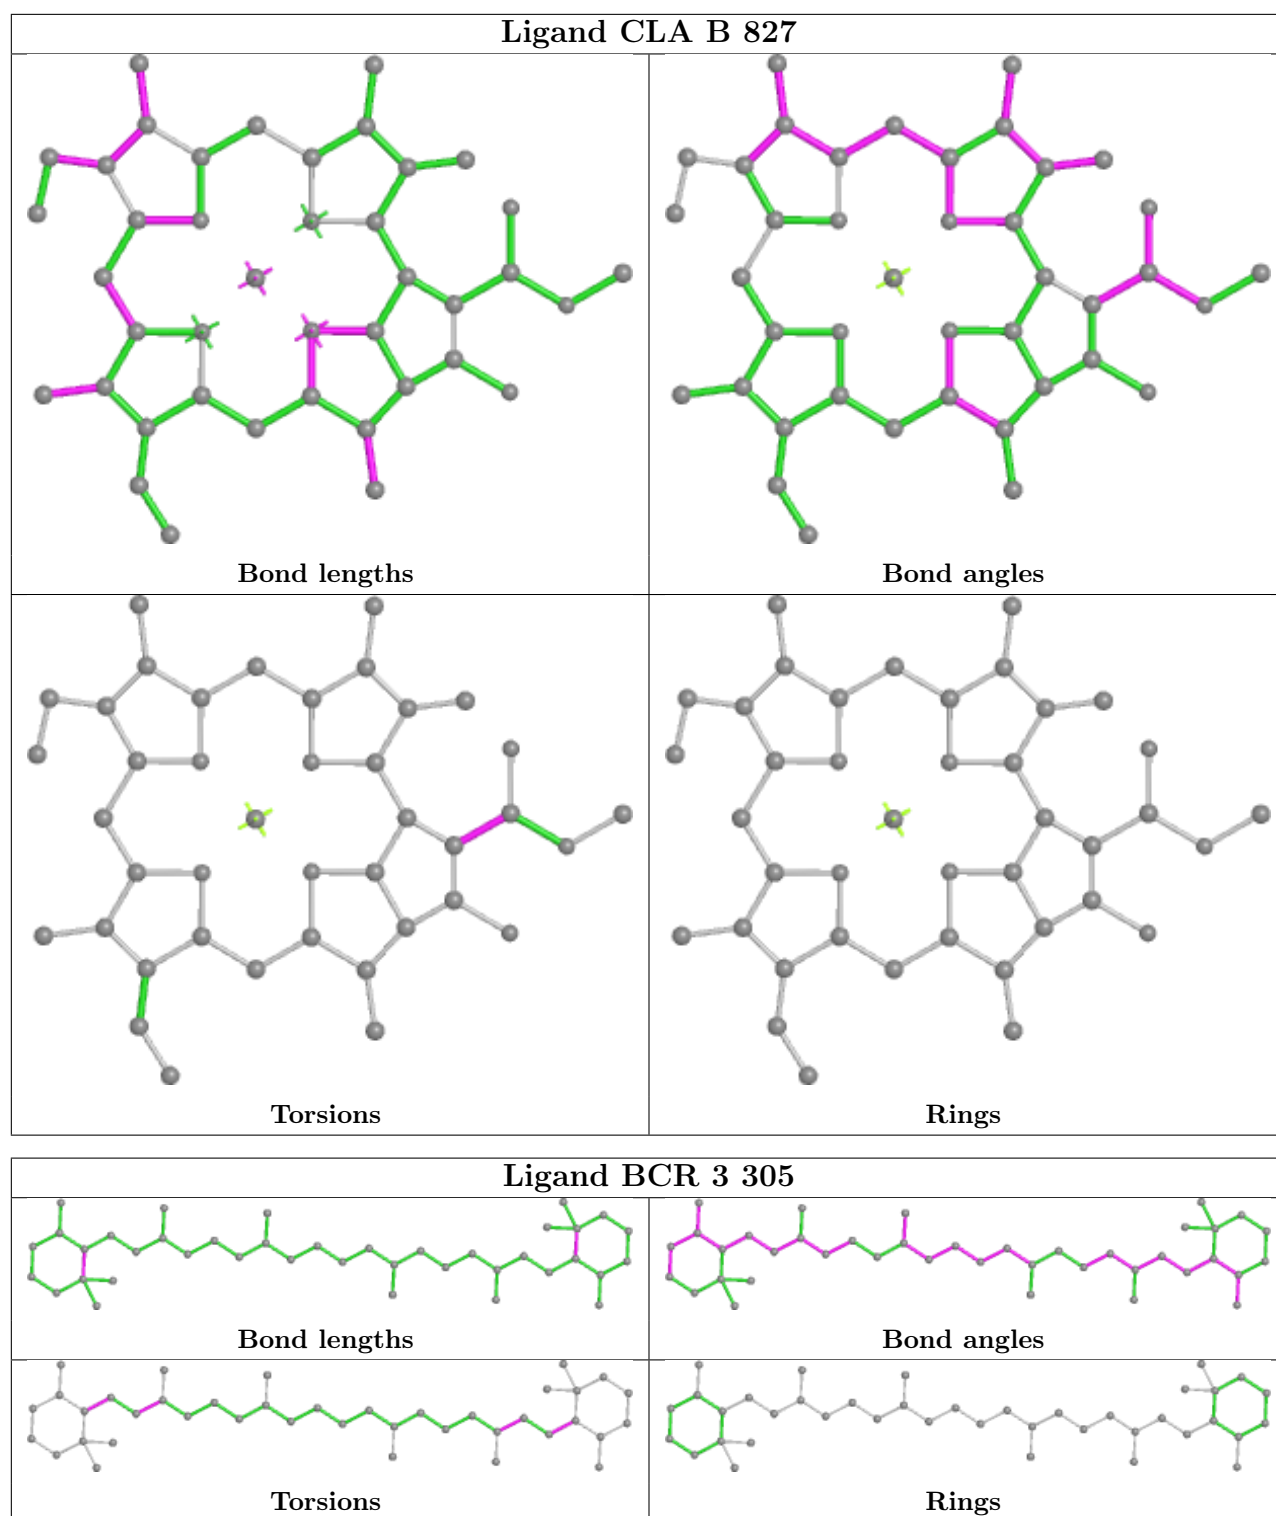 Ligand CLA B 827
Bond lengths
Bond angles
Torsions
Rings
Ligand BCR 3 305
Bond lengths
Bond angles
Torsions
Rings